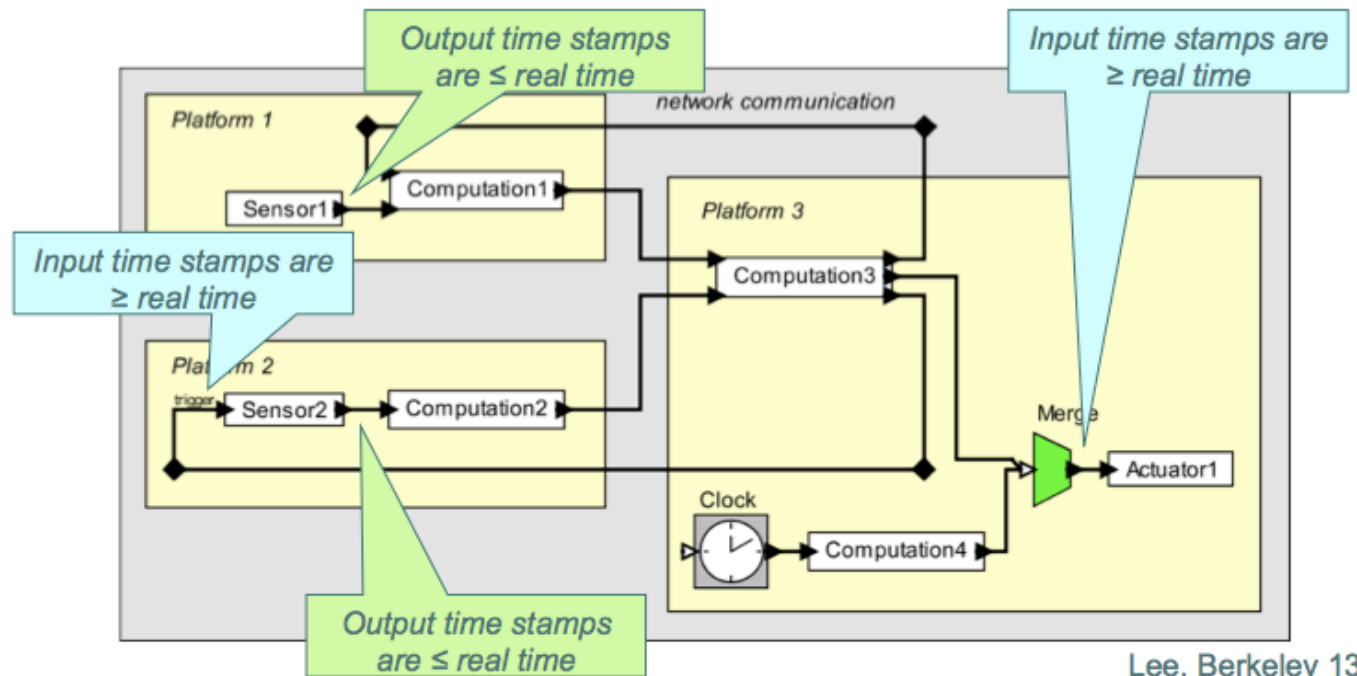 Output time stamps
are ≤ real time
Input time stamps are
≥ real time
network communication
Platform 1
Computation1
Sensor1
Platform 3
Input time stamps are
≥ real time
Computation3
Platform 2
trigger
Sensor2
Computation2
Merge
Actuator1
Clock
Computation4
Output time stamps
are ≤ real time
Lee, Berkeley 13